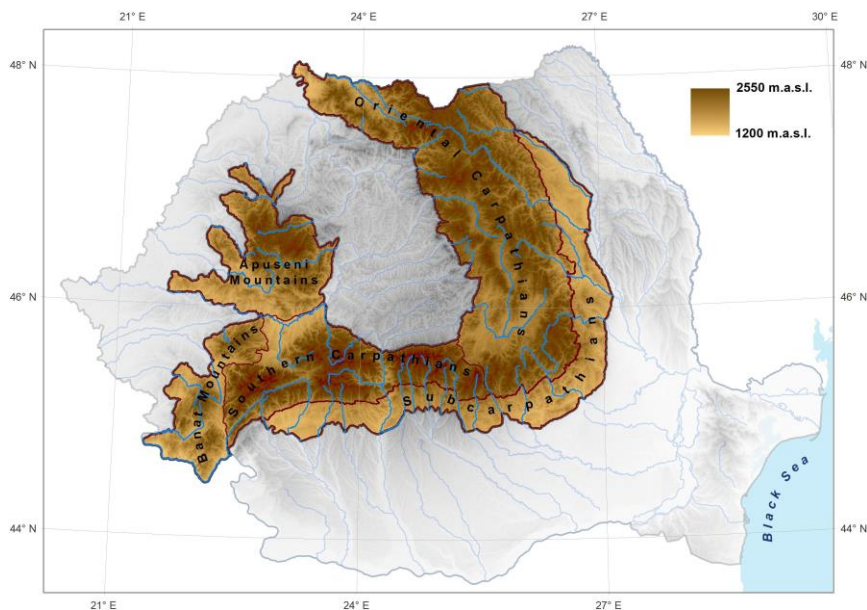 21° E
24° E
27° E
30° E
48° N
48° N
2550 m.a.s.l.
1200 m.a.s.l.
Oriental Carpathians
Apuseni
Mountains
46° N
46° N
Banat Mountains
Southern Carpathians
Subcarpathians
Black Sea
44° N
44° N
21° E
24° E
27° E